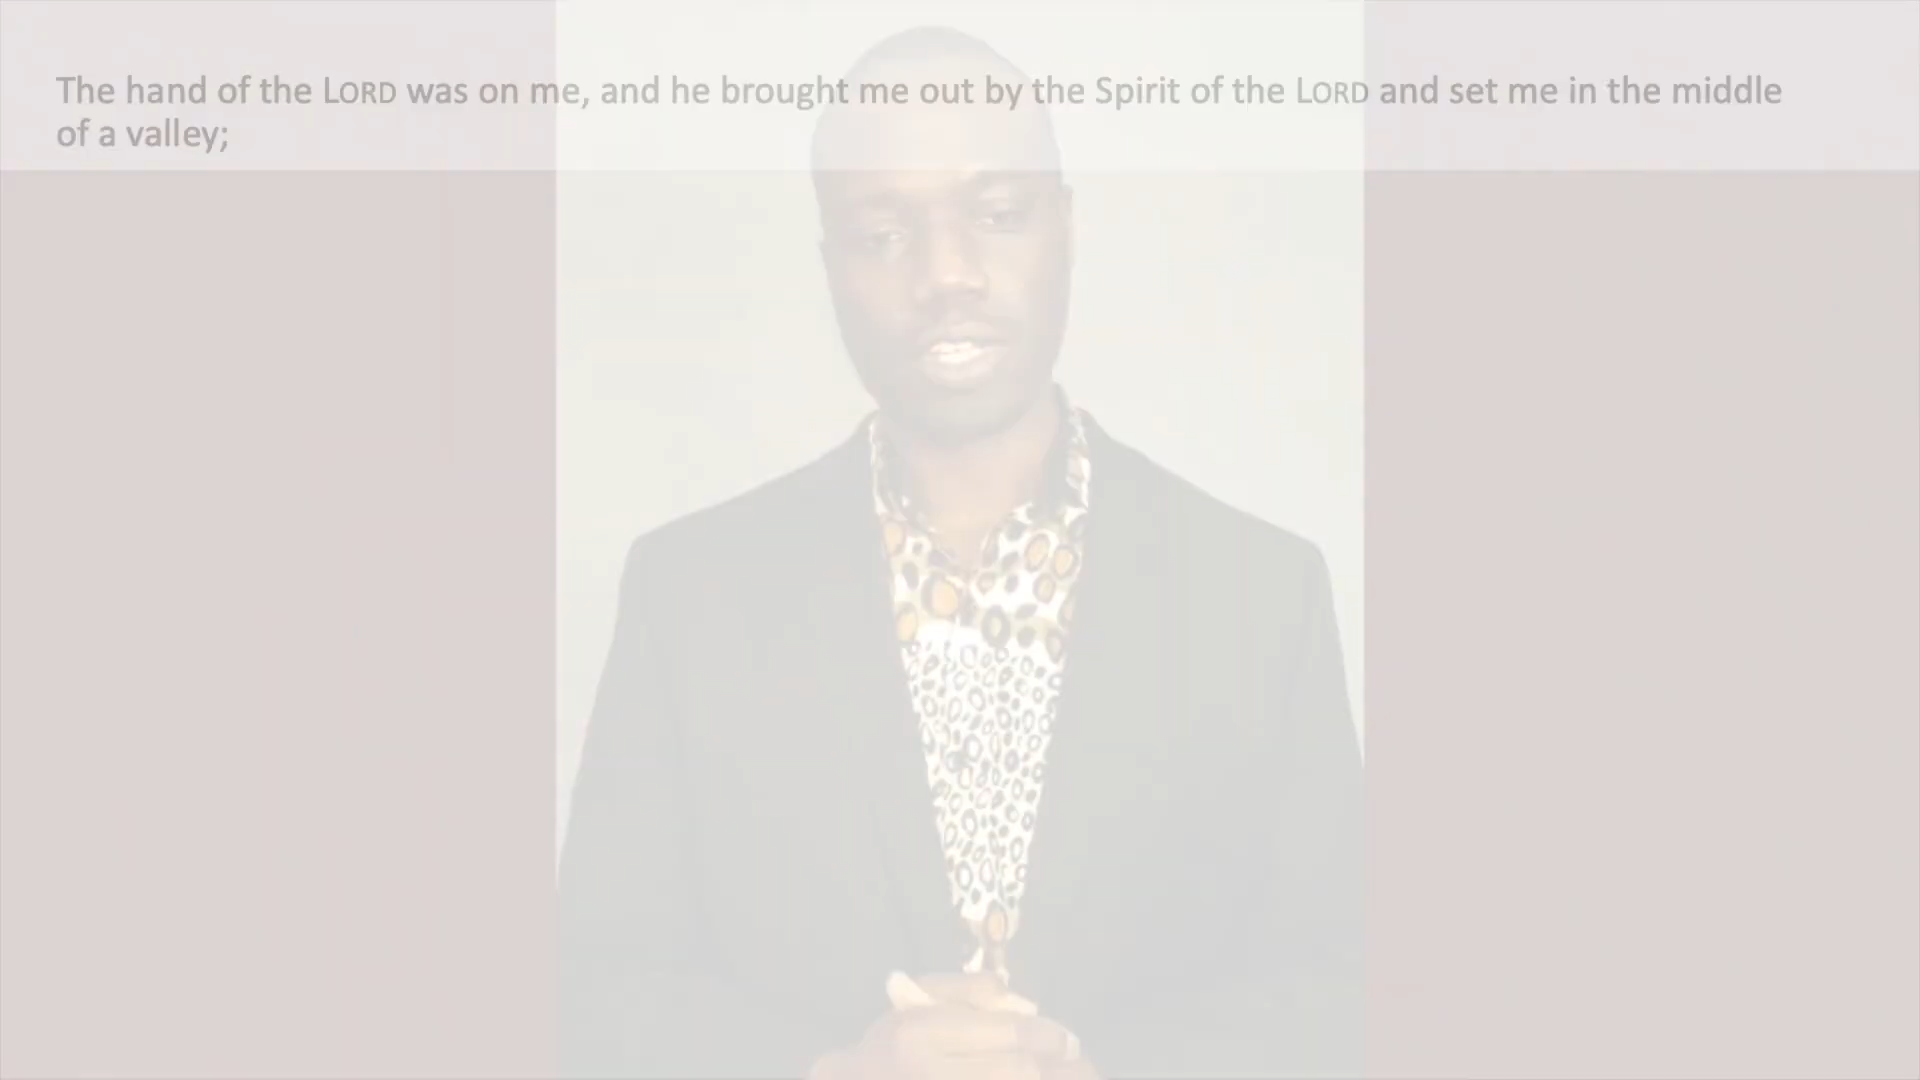 The hand of the LORD was on me, and he brought me out by the Spirit of the LORD and set me in the middle
of a valley;